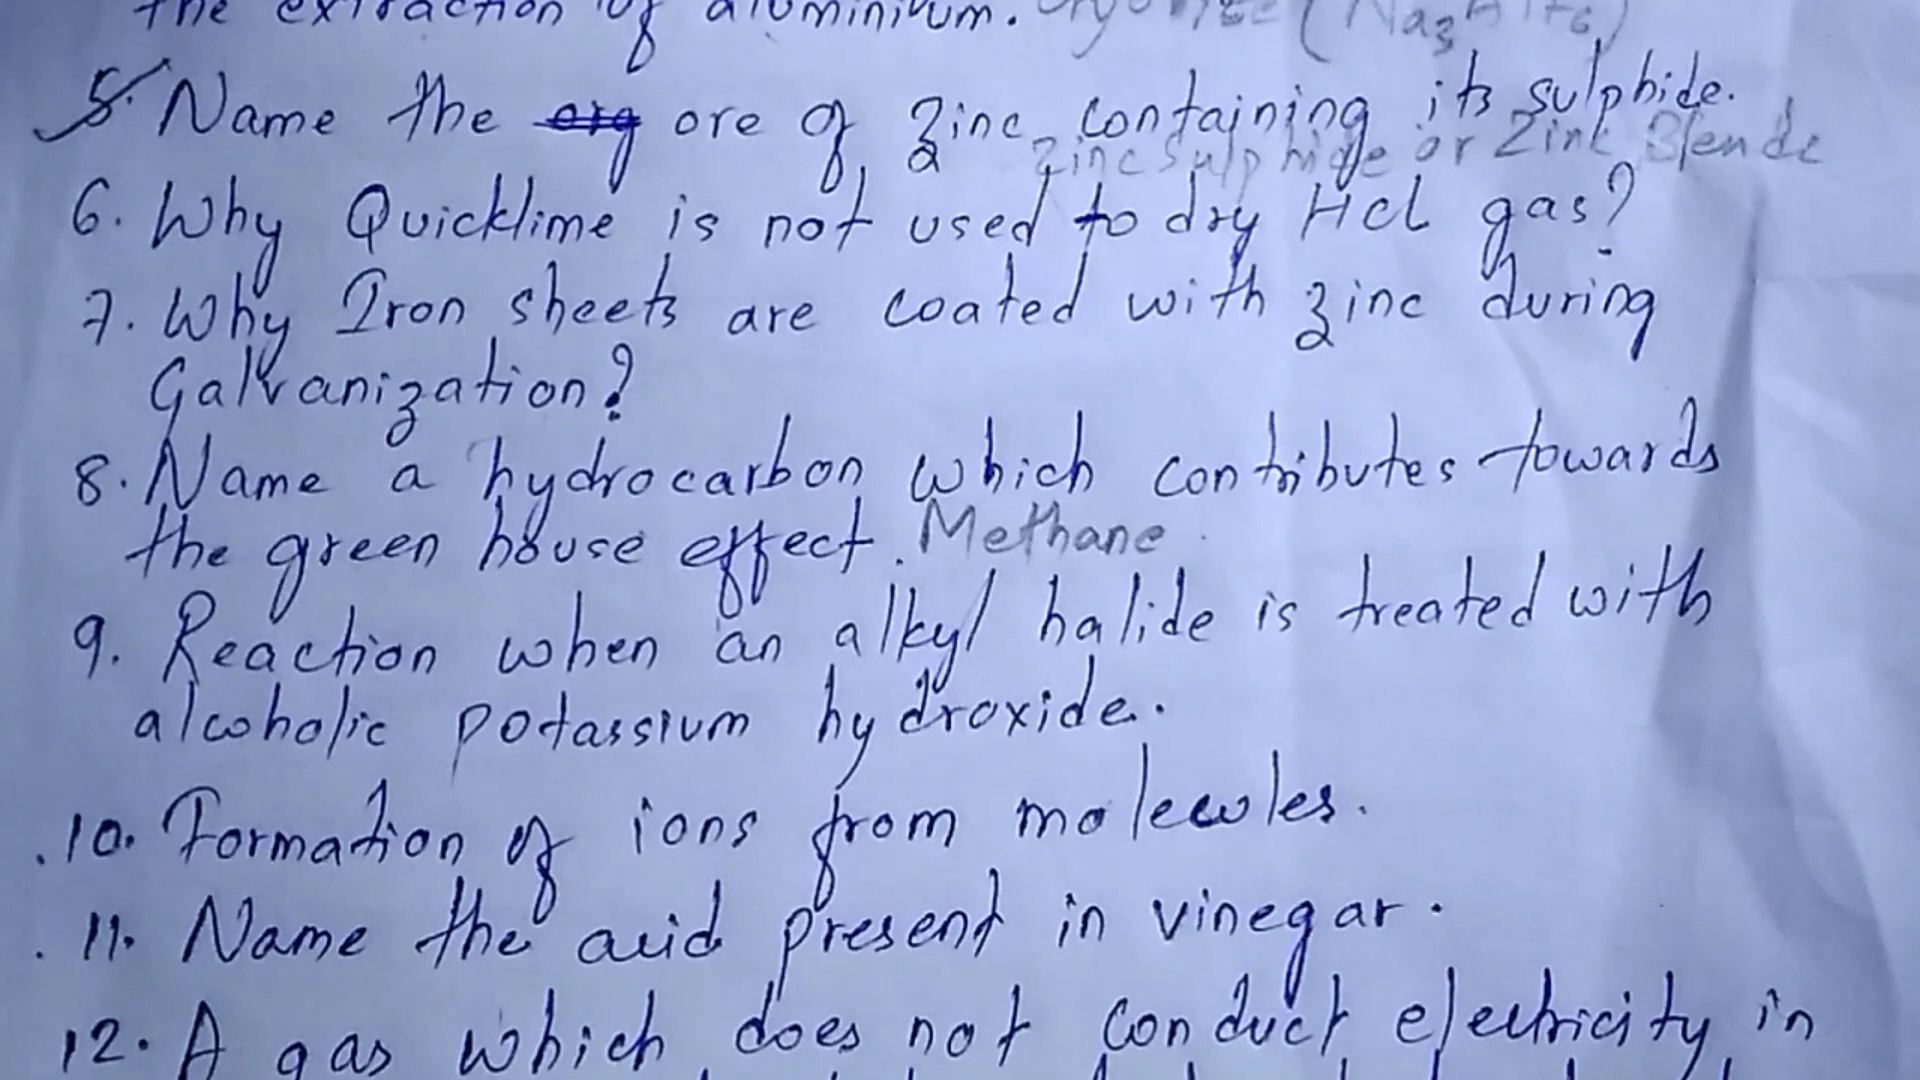 the extraction of aluminium. Cryolite (Na3AlF6)
5. Name the org ore of zinc containing its sulphide.
Zinc Sulphide or Zink Blende
6. Why Quicklime is not used to dry Hcl gas?
7. Why Iron sheets are coated with zinc during
Galvanization?
8. Name a hydrocarbon which contributes towards
the green house effect. Methane
9. Reaction when an alkyl halide is treated with
alcoholic potassium hydroxide.
10. Formation of ions from molecules.
11. Name the acid present in vinegar.
12. A gas which does not conduct electricity in